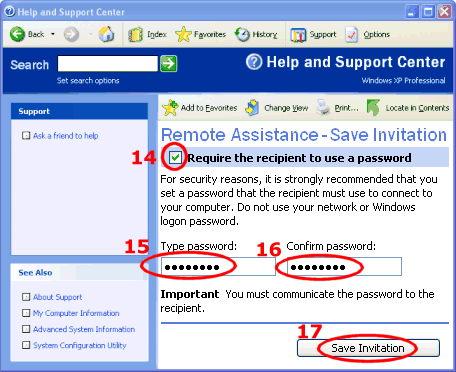 Help and Support Center
Back
Index
Favorites
History
Support
Options
Search
Set search options
Help and Support Center
Windows XP Professional
Support
Ask a friend to help
See Also
About Support
My Computer Information
Advanced System Information
System Configuration Utility
Add to Favorites
Change View
Print...
Locate in Contents
Remote Assistance - Save Invitation
14
Require the recipient to use a password
For security reasons, it is strongly recommended that you
set a password that the recipient must use to connect to
your computer. Do not use your network or Windows
logon password.
15
16
Type password:
Confirm password:
●●●●●●●●
●●●●●●●●
Important You must communicate the password to the
recipient.
17
Save Invitation